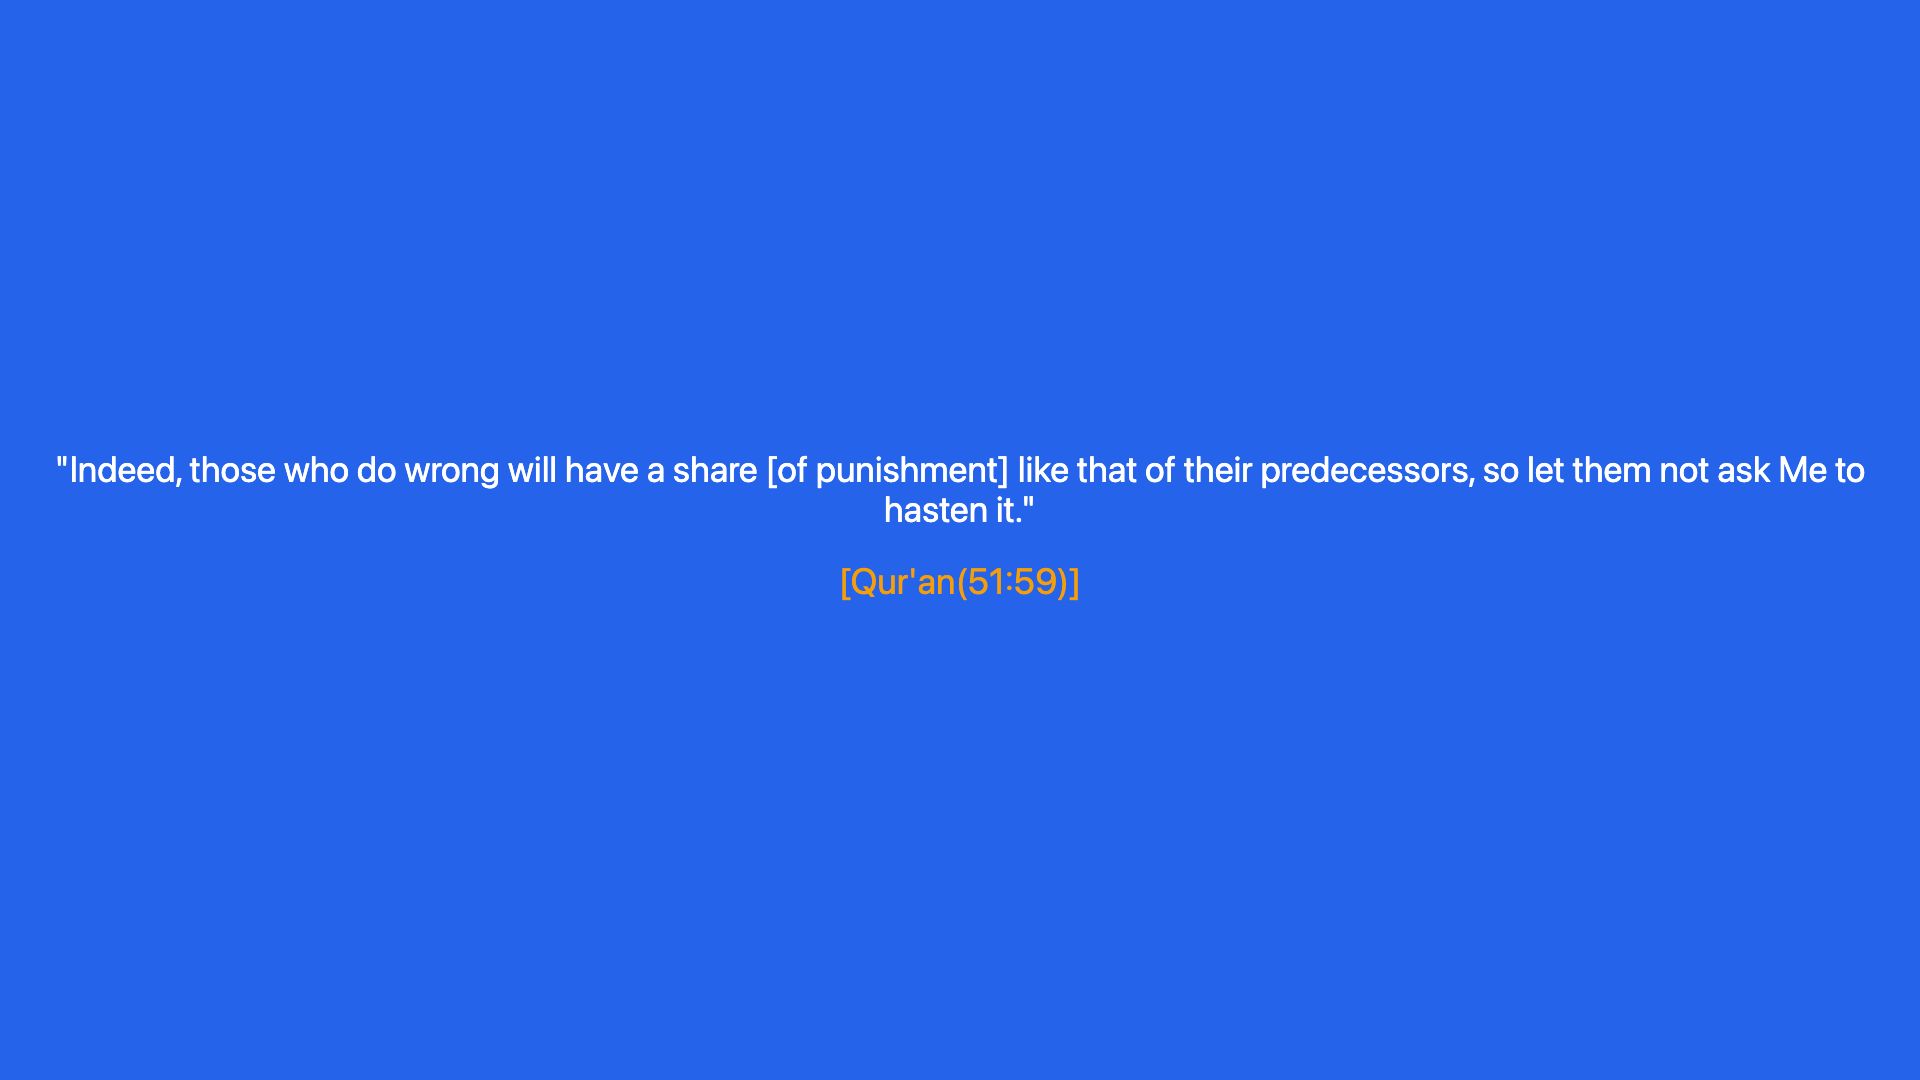 "Indeed, those who do wrong will have a share [of punishment] like that of their predecessors, so let them not ask Me to
hasten it."
[Qur'an(51:59)]